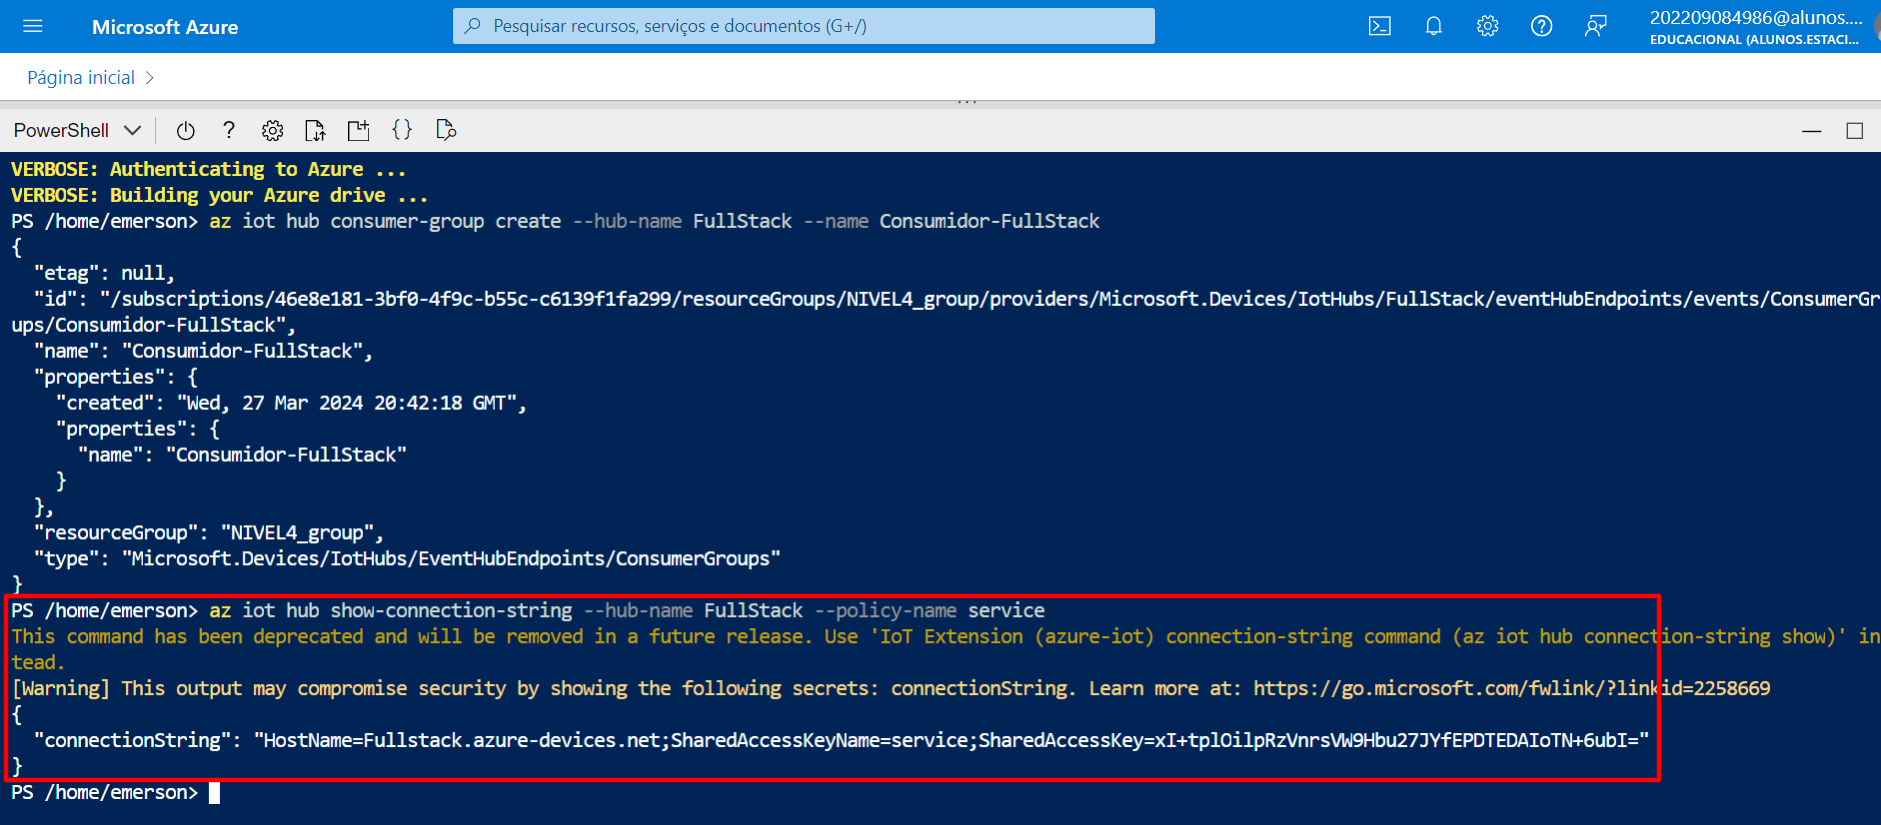 Microsoft Azure
Pesquisar recursos, serviços e documentos (G+/)
202209084986@alunos....
EDUCACIONAL (ALUNOS.ESTACI...
Página inicial >
PowerShell
VERBOSE: Authenticating to Azure ...
VERBOSE: Building your Azure drive ...
PS /home/emerson> az iot hub consumer-group create --hub-name FullStack --name Consumidor-FullStack
{
"etag": null,
"id": "/subscriptions/46e8e181-3bf0-4f9c-b55c-c6139f1fa299/resourceGroups/NIVEL4_group/providers/Microsoft.Devices/IotHubs/FullStack/eventHubEndpoints/events/ConsumerGr
ups/Consumidor-FullStack",
"name": "Consumidor-FullStack",
"properties": {
"created": "Wed, 27 Mar 2024 20:42:18 GMT",
"properties": {
"name": "Consumidor-FullStack"
}
},
"resourceGroup": "NIVEL4_group",
"type": "Microsoft.Devices/IotHubs/EventHubEndpoints/ConsumerGroups"
}
PS /home/emerson> az iot hub show-connection-string --hub-name FullStack --policy-name service
This command has been deprecated and will be removed in a future release. Use 'IoT Extension (azure-iot) connection-string command (az iot hub connection-string show)' in
tead.
[Warning] This output may compromise security by showing the following secrets: connectionString. Learn more at: https://go.microsoft.com/fwlink/?linkid=2258669
{
"connectionString": "HostName=Fullstack.azure-devices.net;SharedAccessKeyName=service;SharedAccessKey=xI+tplOilpRzVnrsVW9Hbu27JYfEPDTEDAIoTN+6ubI="
}
PS /home/emerson>